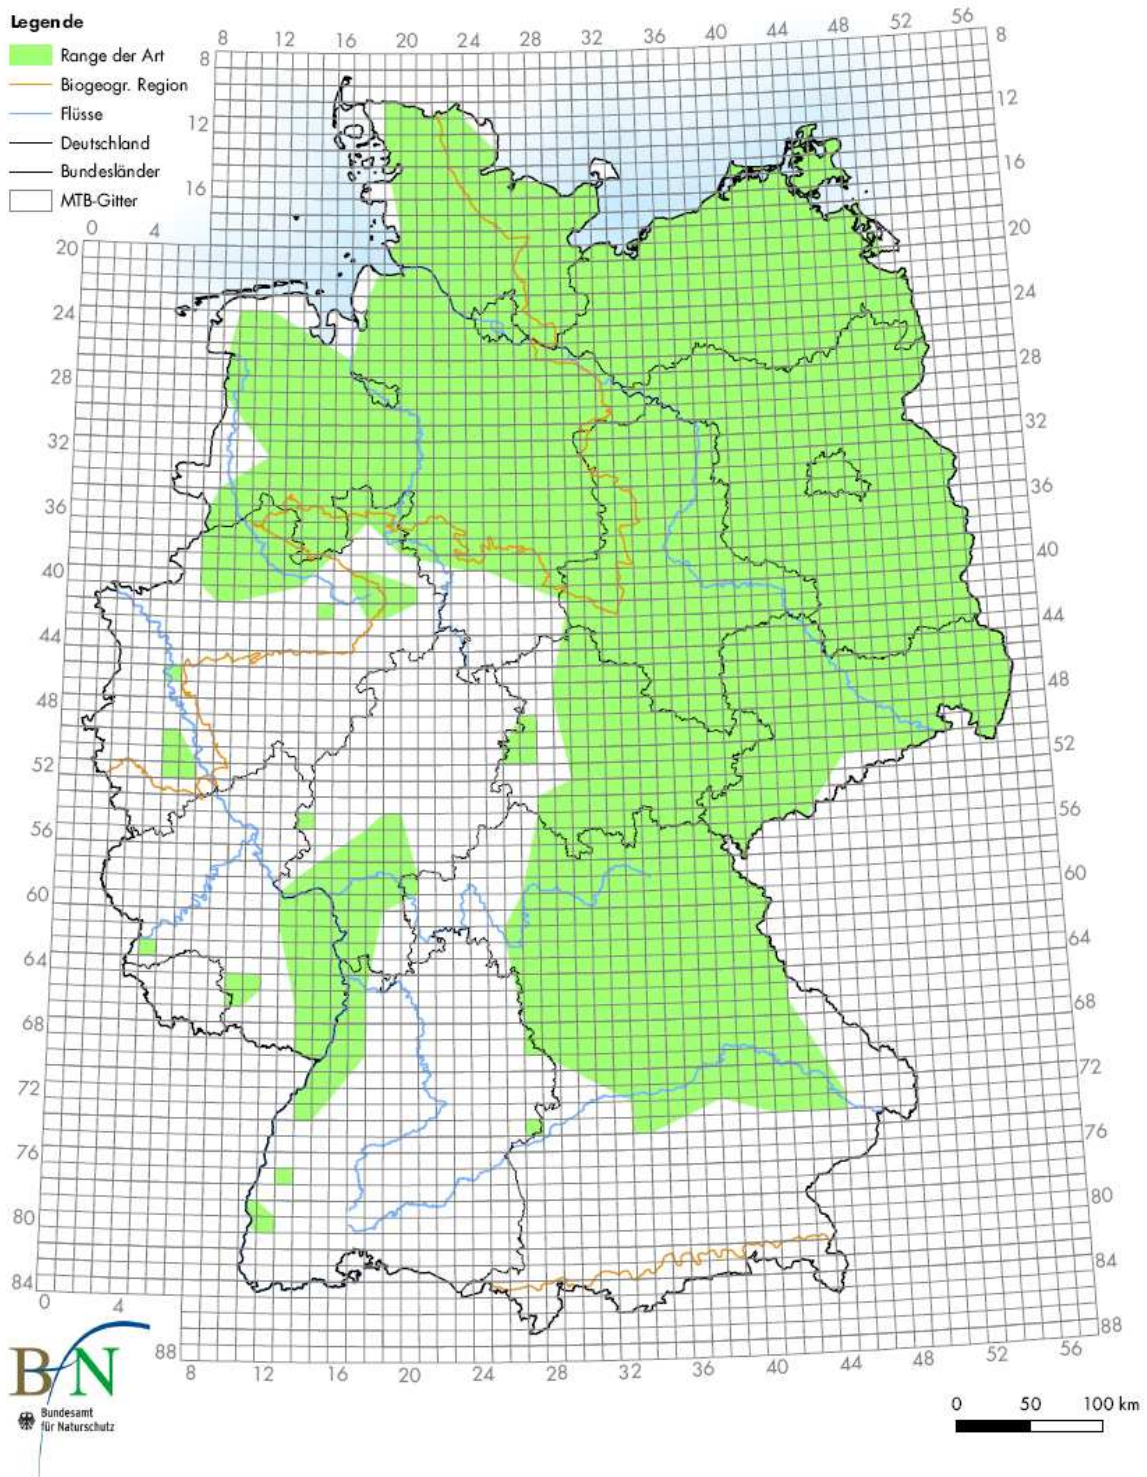 Legende
Range der Art
Biogeogr. Region
Flüsse
Deutschland
Bundesländer
MTB-Gitter
8 12 16 20 24 28 32 36 40 44 48 52 56
8 8
12 12
16 16
0 4
20 20
24 24
28 28
32 32
36 36
40 40
44 44
48 48
52 52
56 56
60 60
64 64
68 68
72 72
76 76
80 80
84 84
0 4
88 88
8 12 16 20 24 28 32 36 40 44 48 52 56
BfN
Bundesamt
für Naturschutz
0 50 100 km